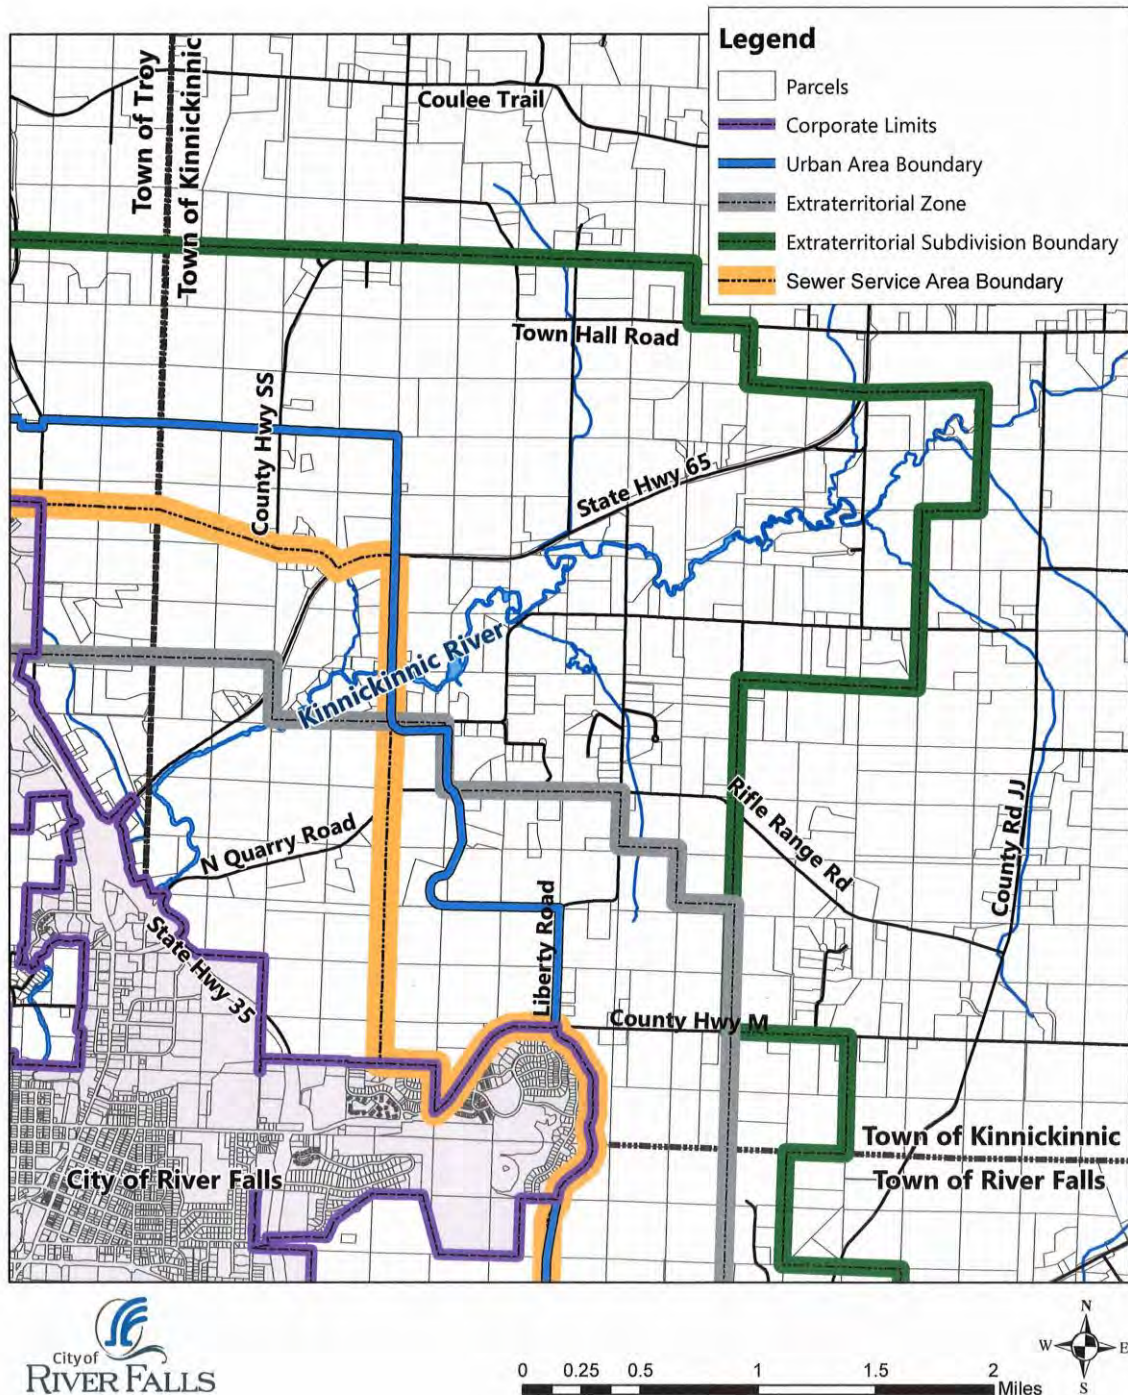 Legend
Parcels
Corporate Limits
Urban Area Boundary
Extraterritorial Zone
Extraterritorial Subdivision Boundary
Sewer Service Area Boundary
Town of Troy
Town of Kinnickinnic
Coulee Trail
Town Hall Road
County Hwy SS
State Hwy 65
Kinnickinnic River
N Quarry Road
Rifle Range Rd
County Rd JJ
State Hwy 35
Liberty Road
County Hwy M
Town of Kinnickinnic
Town of River Falls
City of River Falls
City of
RIVER FALLS
0 0.25 0.5 1 1.5 2
Miles
N
W E
S